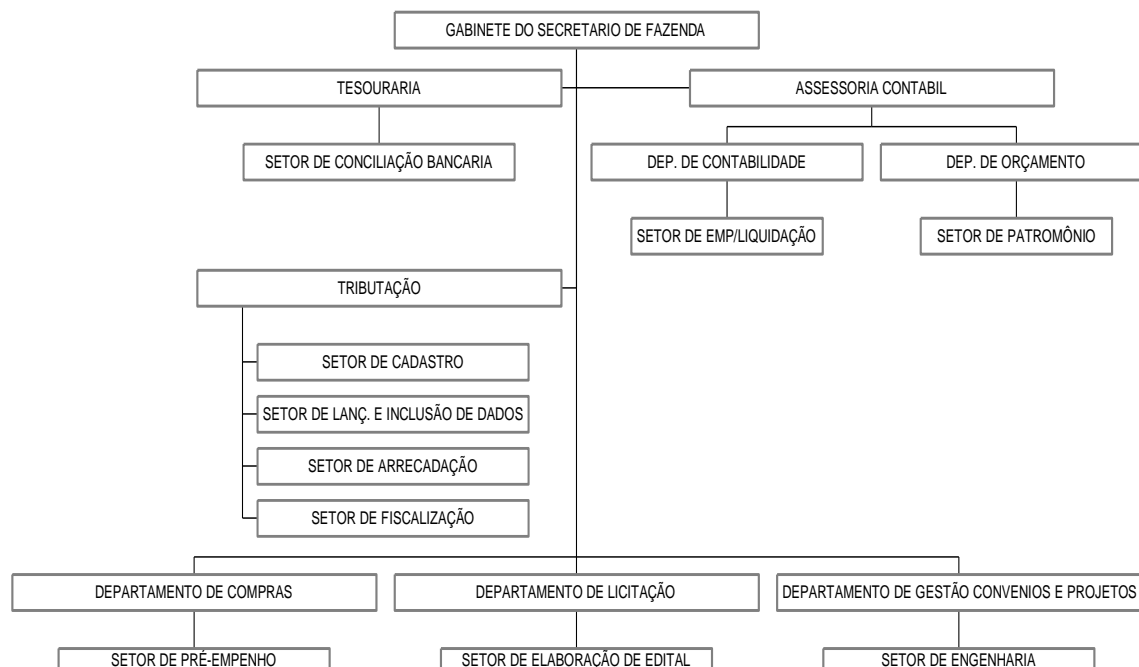 GABINETE DO SECRETARIO DE FAZENDA
TESOURARIA
ASSESSORIA CONTABIL
SETOR DE CONCILIAÇÃO BANCARIA
DEP. DE CONTABILIDADE
DEP. DE ORÇAMENTO
SETOR DE EMP/LIQUIDAÇÃO
SETOR DE PATROMÔNIO
TRIBUTAÇÃO
SETOR DE CADASTRO
SETOR DE LANÇ. E INCLUSÃO DE DADOS
SETOR DE ARRECADAÇÃO
SETOR DE FISCALIZAÇÃO
DEPARTAMENTO DE COMPRAS
DEPARTAMENTO DE LICITAÇÃO
DEPARTAMENTO DE GESTÃO CONVENIOS E PROJETOS
SETOR DE PRÉ-EMPENHO
SETOR DE ELABORAÇÃO DE EDITAL
SETOR DE ENGENHARIA